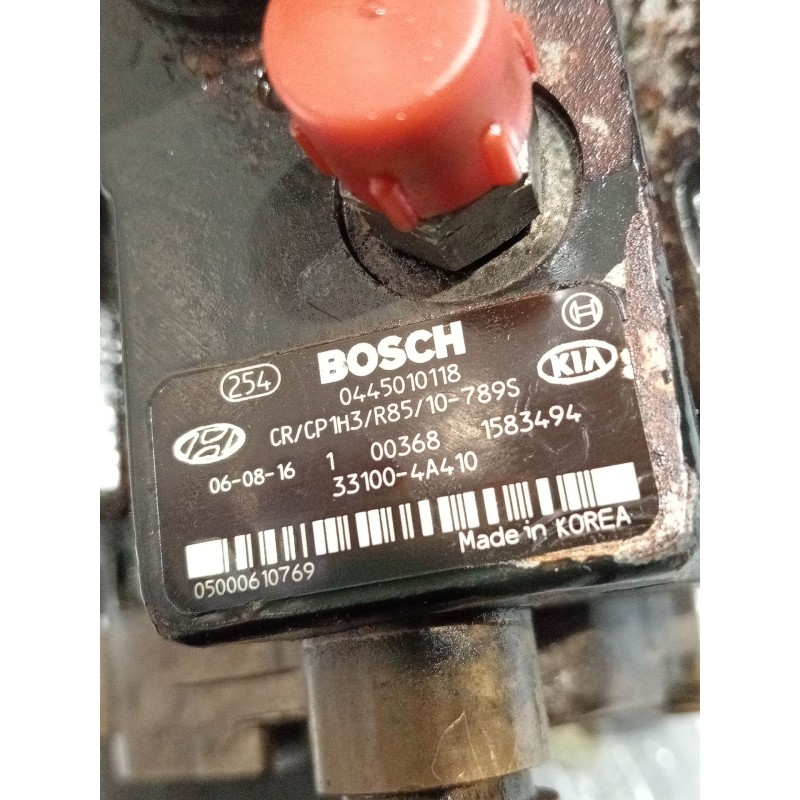 BOSCH
254
0445010118
CR/CP1H3/R85/10-789S
KIA
06-08-16 1 00368 1583494
33100-4A410
Made in KOREA
05000610769